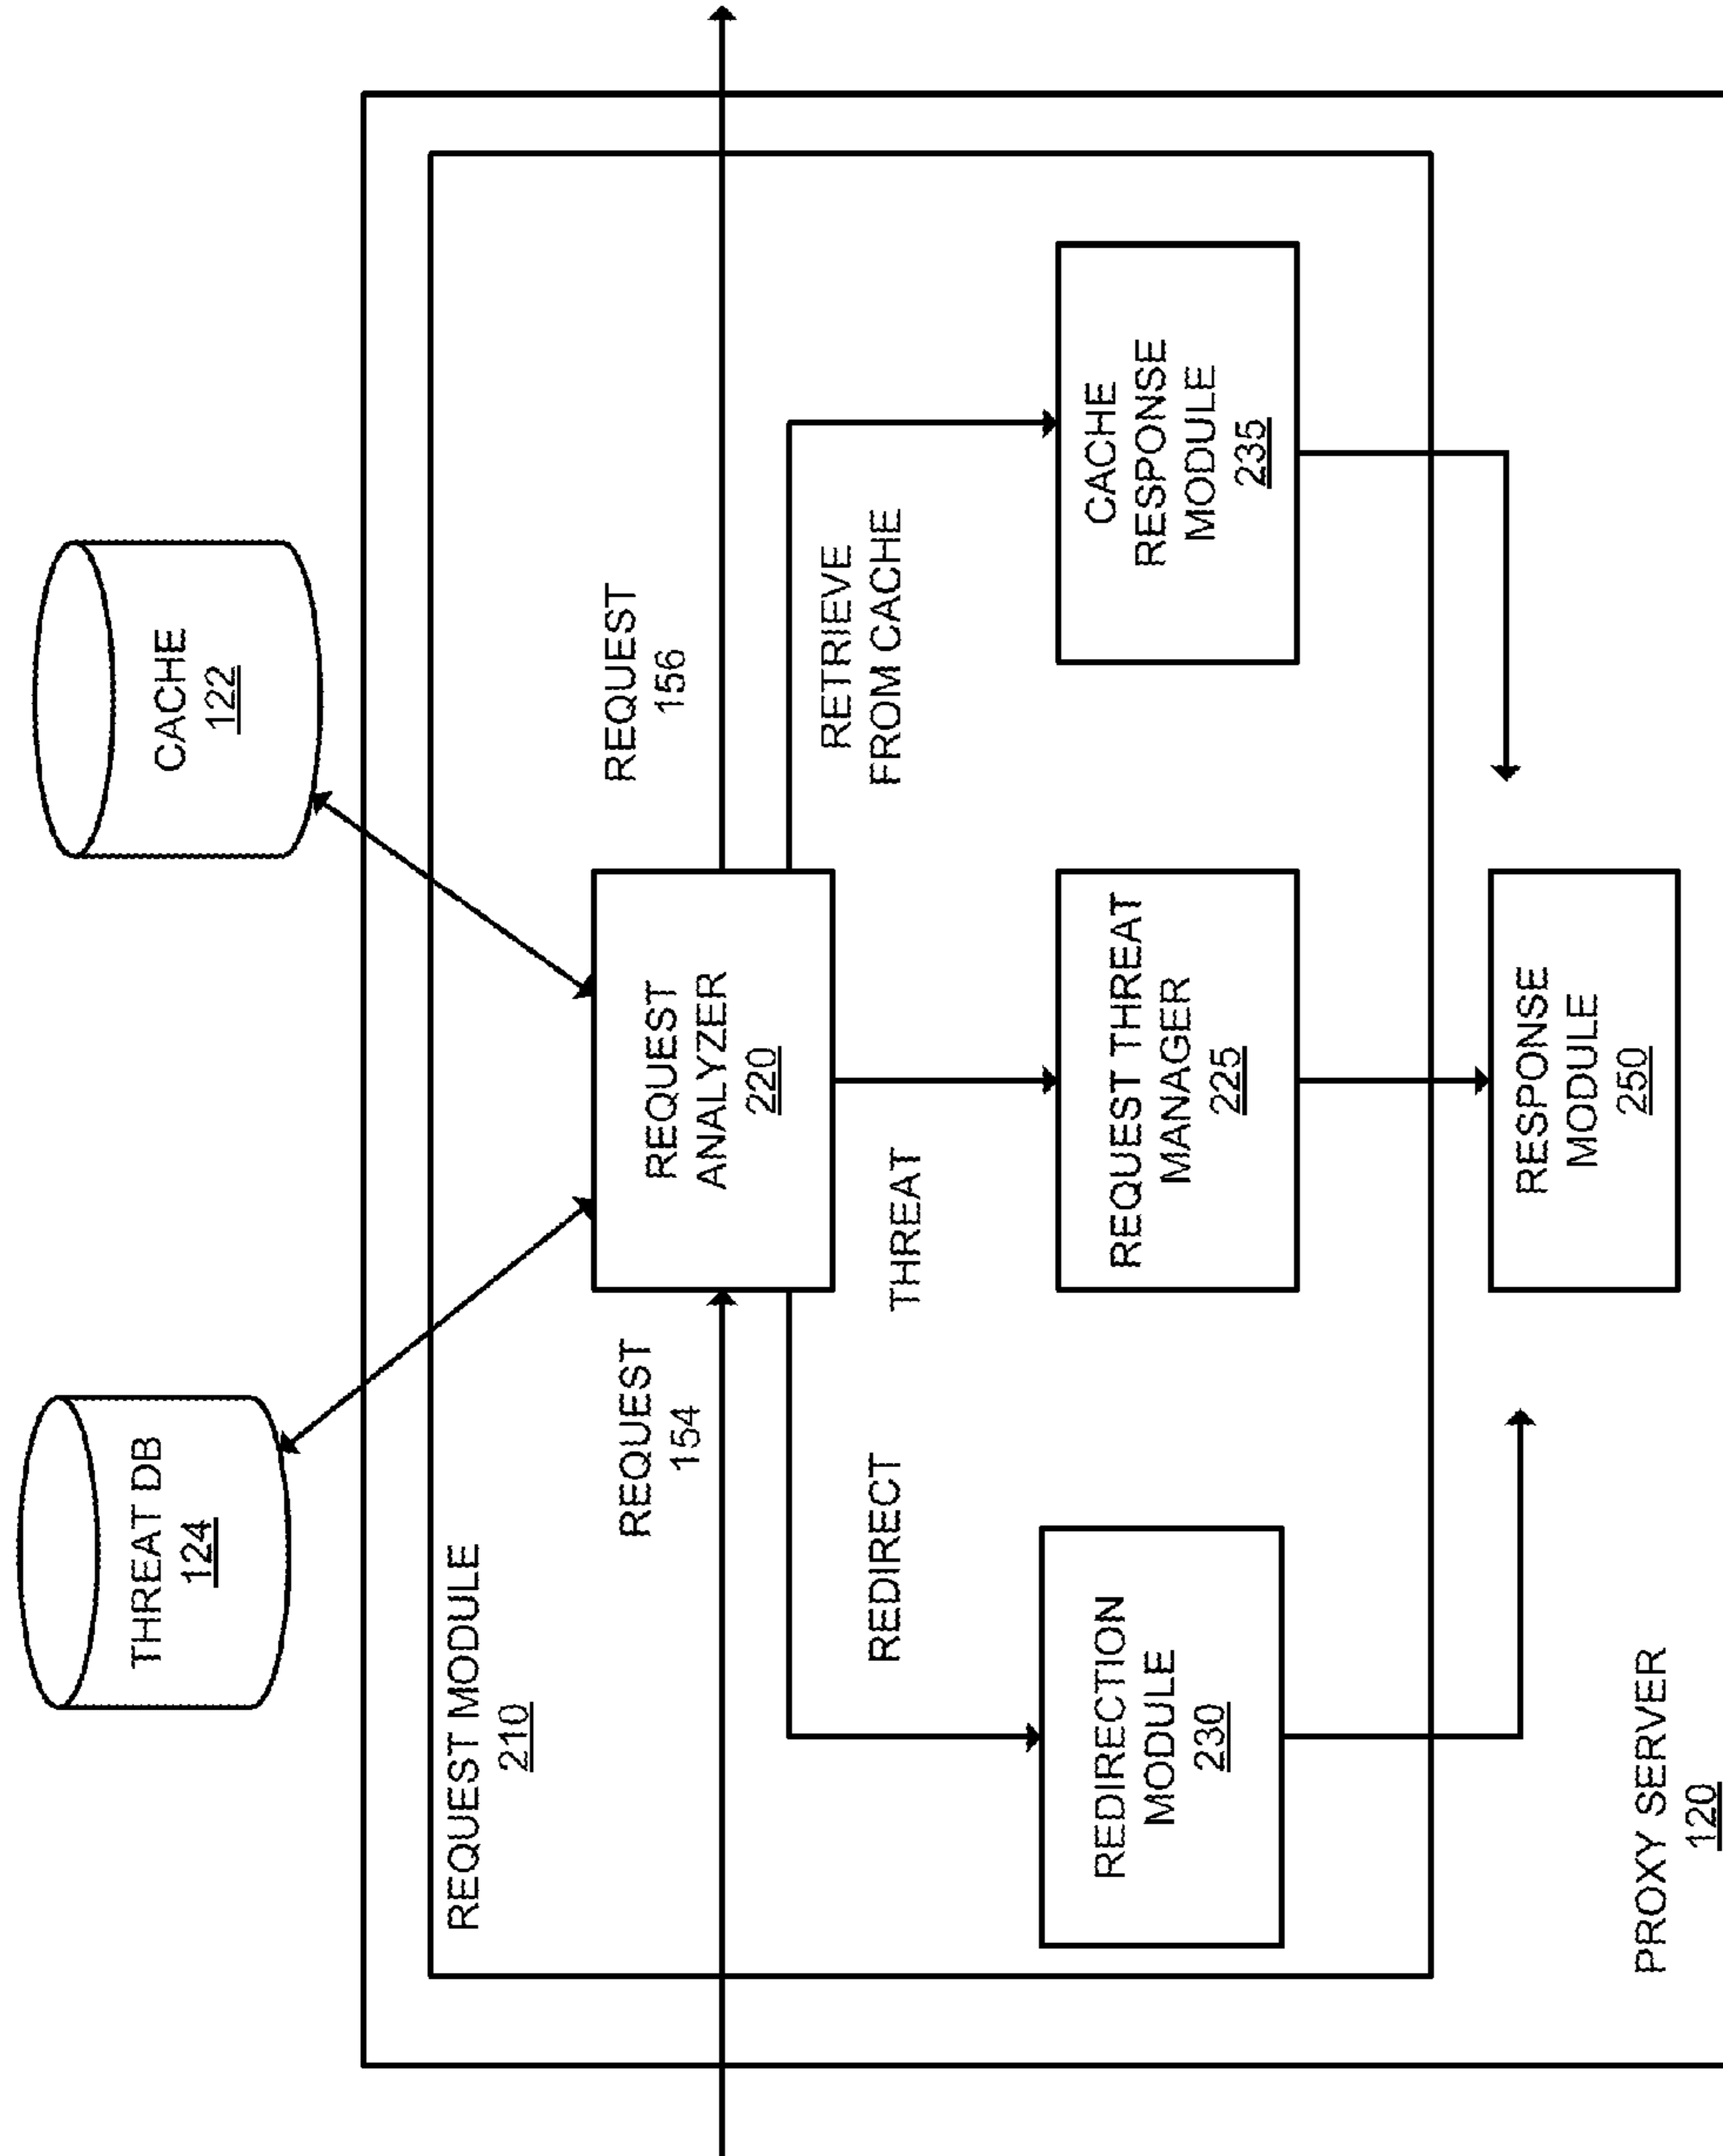 THREAT DB
124
CACHE
122
REQUEST MODULE
210
REQUEST
154
REQUEST
ANALYZER
220
REQUEST
156
REDIRECT
THREAT
RETRIEVE
FROM CACHE
REDIRECTION
MODULE
230
REQUEST THREAT
MANAGER
225
CACHE
RESPONSE
MODULE
235
RESPONSE
MODULE
250
PROXY SERVER
120